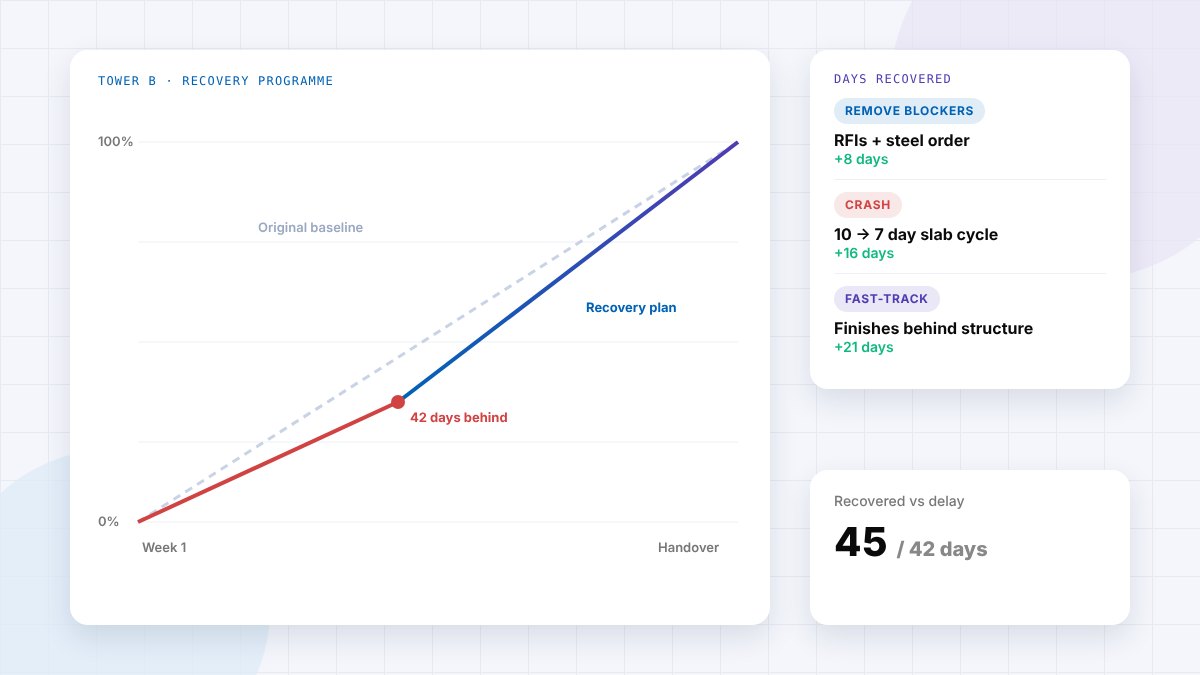 TOWER B · RECOVERY PROGRAMME
100%
Original baseline
Recovery plan
42 days behind
0%
Week 1
Handover
DAYS RECOVERED
REMOVE BLOCKERS
RFIs + steel order
+8 days
CRASH
10 → 7 day slab cycle
+16 days
FAST-TRACK
Finishes behind structure
+21 days
Recovered vs delay
45 / 42 days